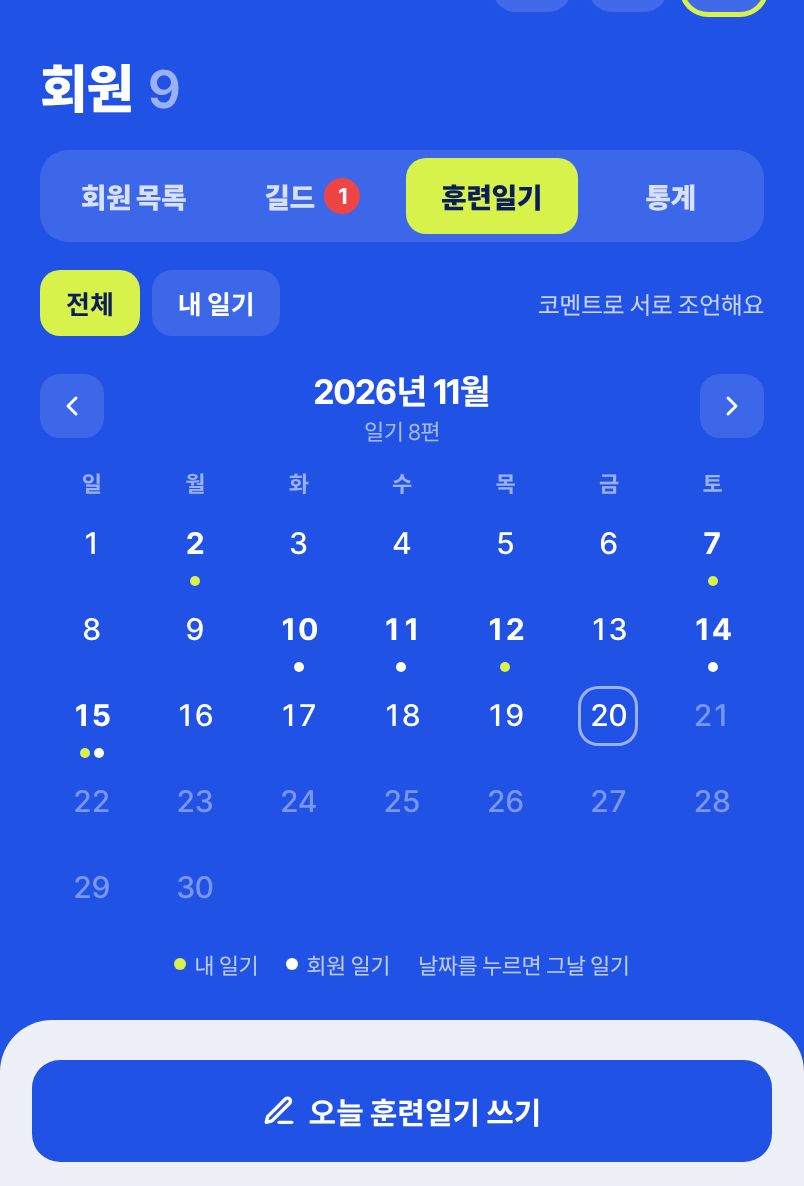 회원 9
회원 목록 길드 1 훈련일기 통계
전체 내 일기 코멘트로 서로 조언해요
2026년 11월
일기 8편
일 월 화 수 목 금 토
1 2 3 4 5 6 7
8 9 10 11 12 13 14
15 16 17 18 19 20 21
22 23 24 25 26 27 28
29 30
내 일기 회원 일기 날짜를 누르면 그날 일기
오늘 훈련일기 쓰기